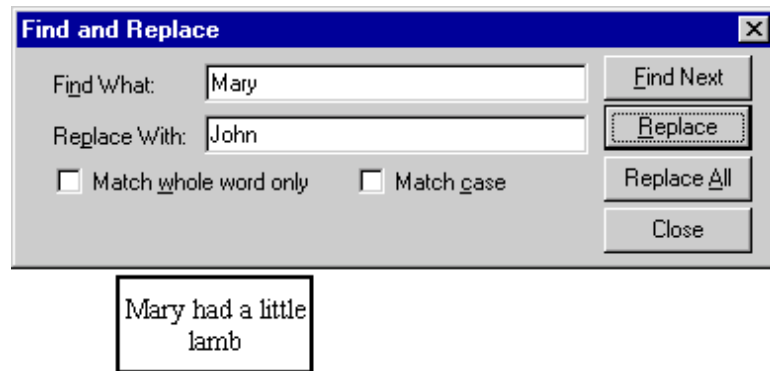 Find and Replace
Find What: Mary Find Next
Replace With: John Replace
Match whole word only Match case Replace All
Close
Mary had a little
lamb